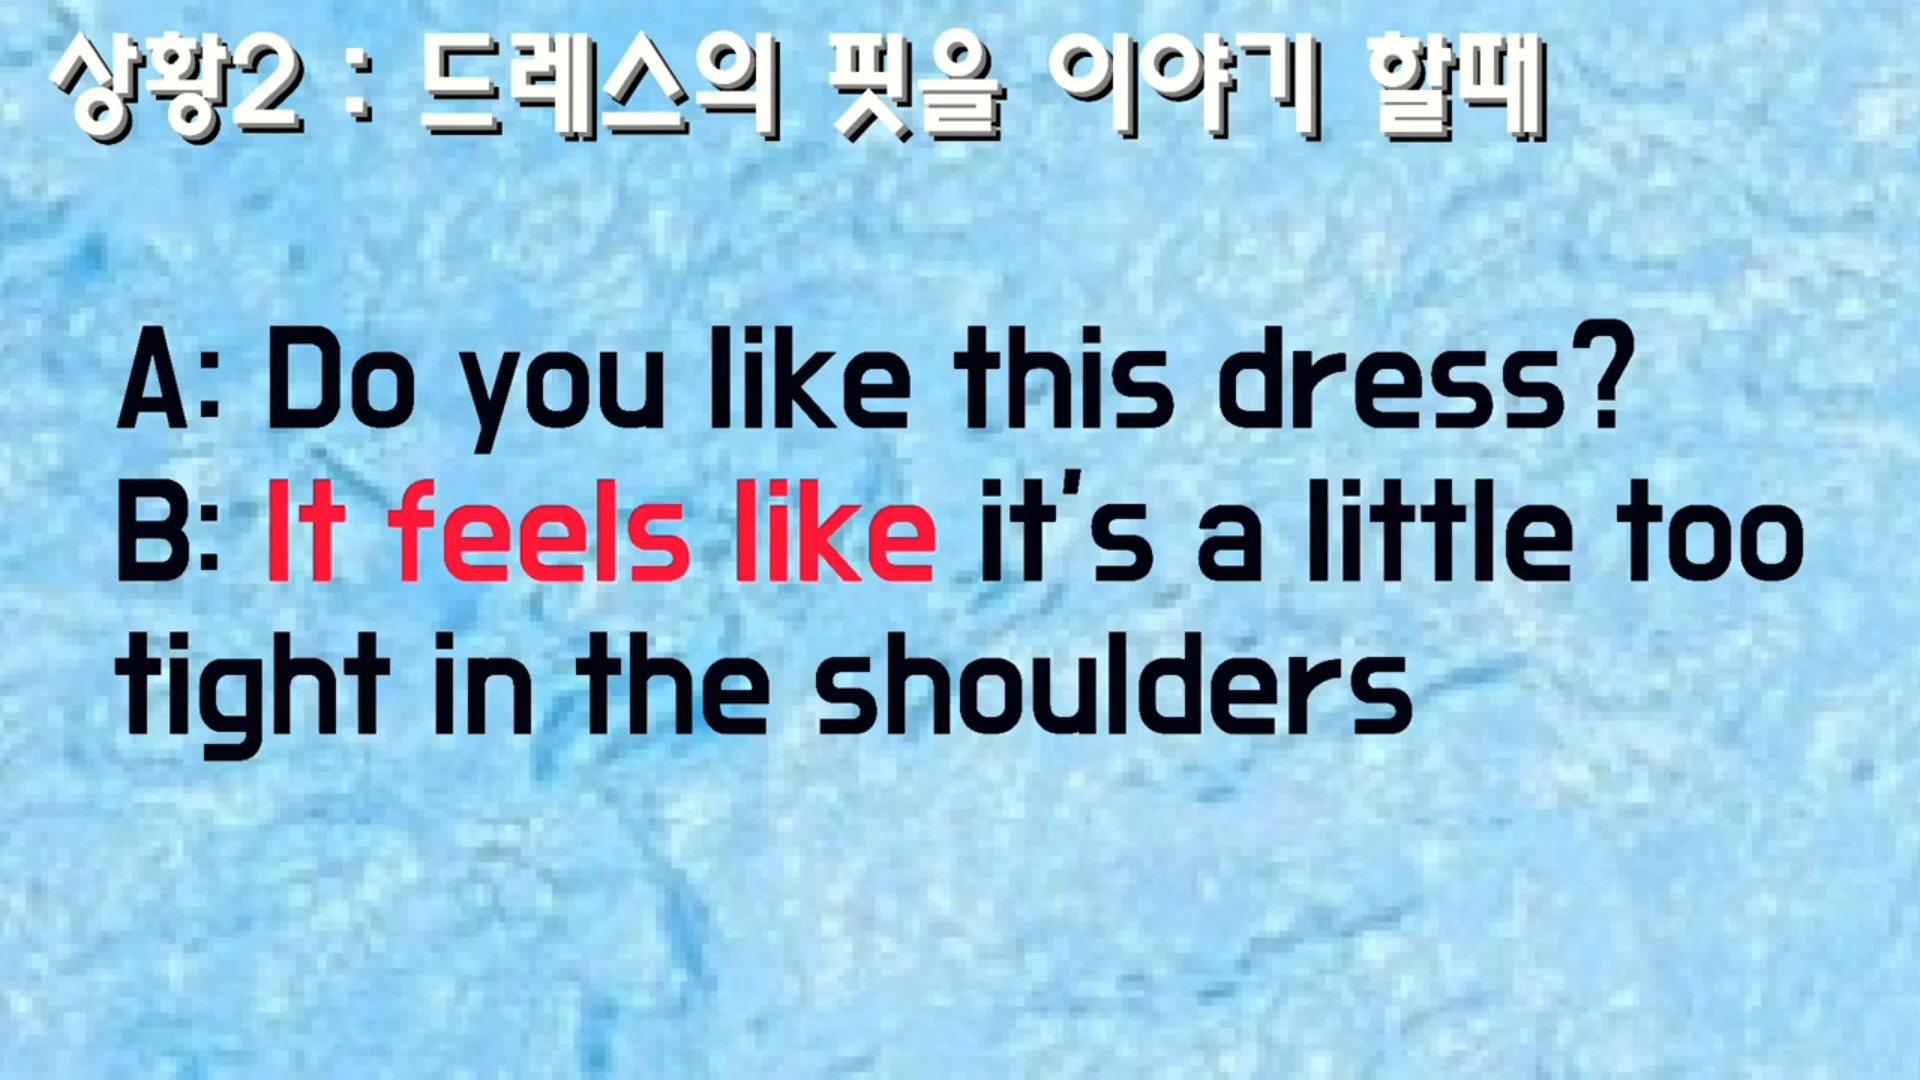 상황2 : 드레스의 핏을 이야기 할때
A: Do you like this dress?
B: It feels like it's a little too
tight in the shoulders